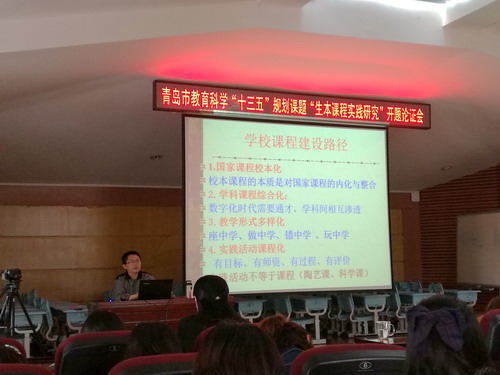 青岛市教育科学“十三五”规划课题“生本课程实践研究”开题论证会
学校课程建设路径
1.国家课程校本化
校本课程的本质是对国家课程的内化与整合
2.学科课程综合化:
数字化时代需要通才、学科间相互渗透
3.教学形式多样化
座中学、做中学、错中学 、玩中学
4.实践活动课程化
有目标、有师资、有过程、有评价
活动不等于课程（陶艺课、科学课）